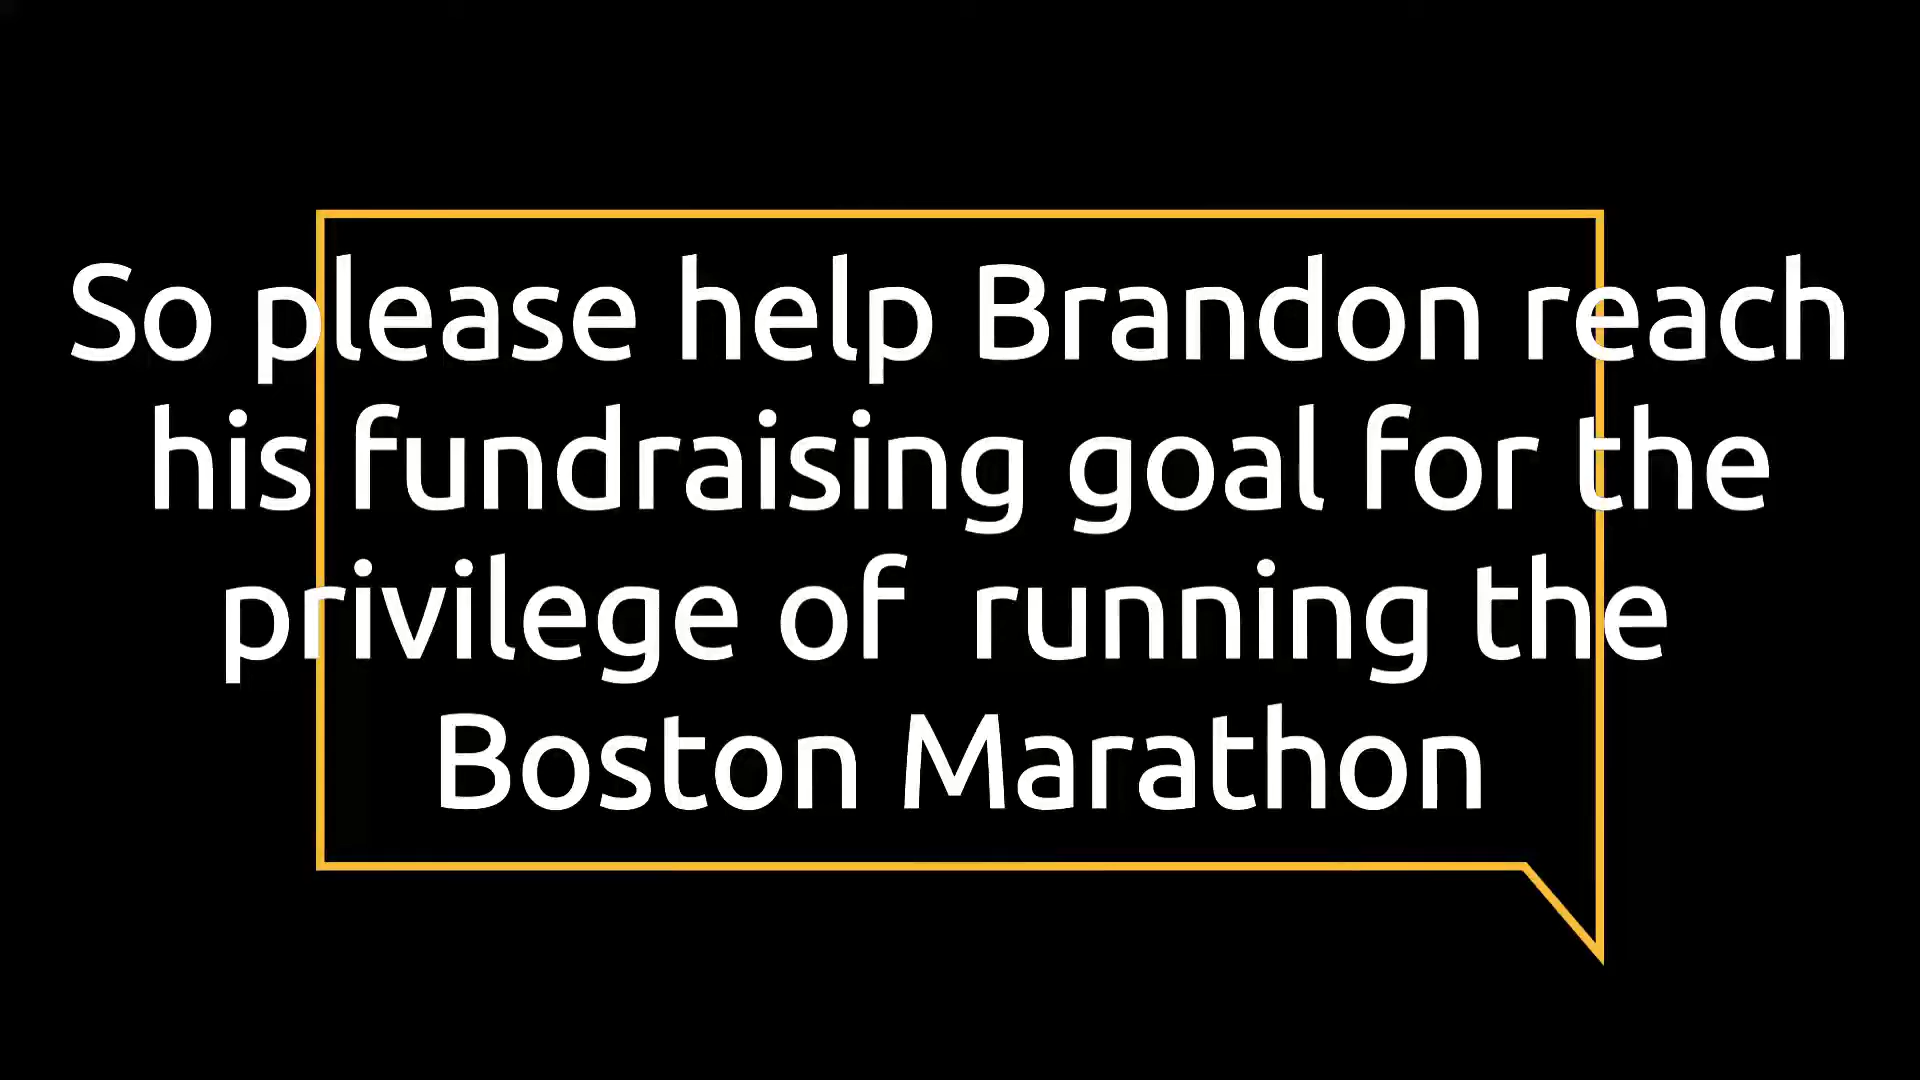 So please help Brandon reach
his fundraising goal for the
privilege of  running the
Boston Marathon